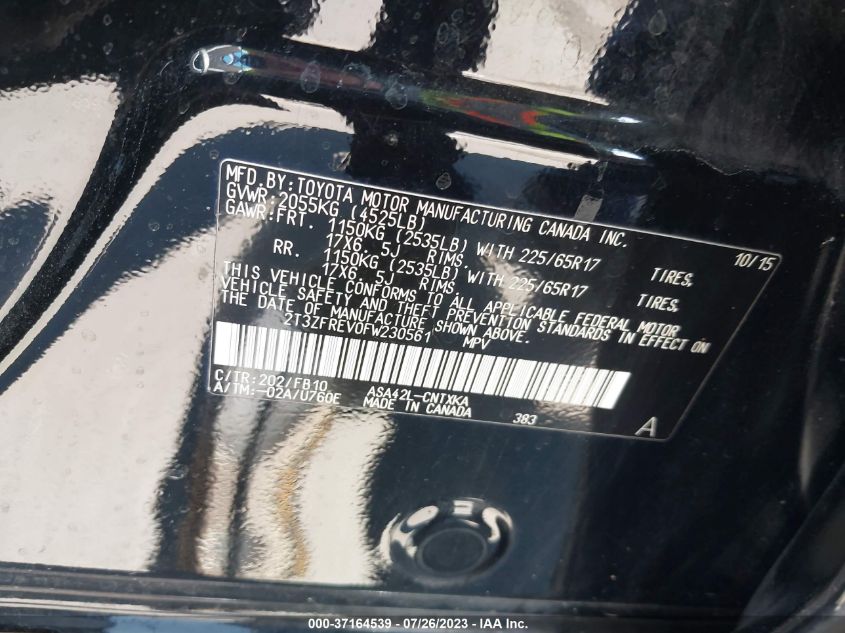 MFD. BY: TOYOTA MOTOR MANUFACTURING CANADA INC.
GVWR: 2055KG (4525LB) 10/15
GAWR: FRT. 1150KG (2535LB) WITH 225/65R17 TIRES,
17X6.5J RIMS,
RR. 1150KG (2535LB) WITH 225/65R17 TIRES,
17X6.5J RIMS,
THIS VEHICLE CONFORMS TO ALL APPLICABLE FEDERAL MOTOR
VEHICLE SAFETY AND THEFT PREVENTION STANDARDS IN EFFECT ON
THE DATE OF MANUFACTURE SHOWN ABOVE.
2T3ZFREV0FW230561 MPV
C/TR: 202/FB10 ASA42L-CNTXKA
A/TM: -02A/U760E MADE IN CANADA 383 A
000-37164539 - 07/26/2023 - IAA Inc.